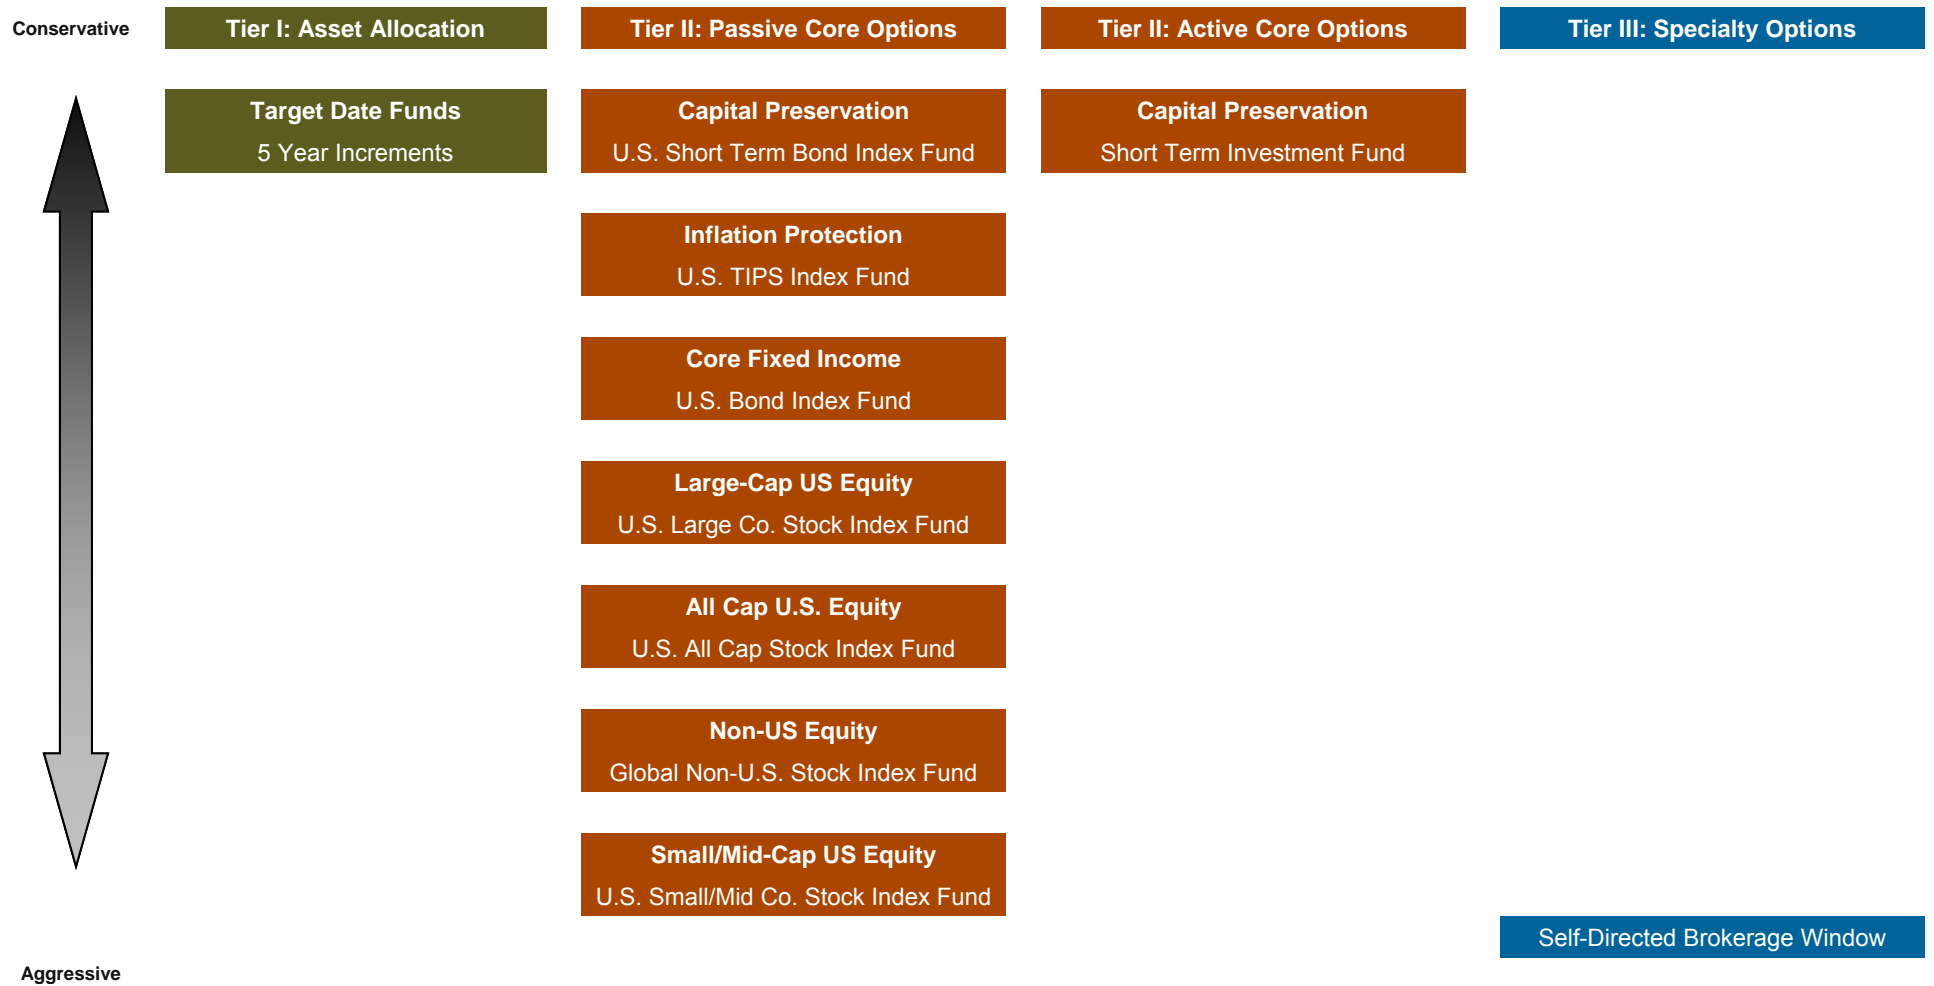 Conservative
Tier I: Asset Allocation
Tier II: Passive Core Options
Tier II: Active Core Options
Tier III: Specialty Options
Target Date Funds
5 Year Increments
Capital Preservation
U.S. Short Term Bond Index Fund
Capital Preservation
Short Term Investment Fund
Inflation Protection
U.S. TIPS Index Fund
Core Fixed Income
U.S. Bond Index Fund
Large-Cap US Equity
U.S. Large Co. Stock Index Fund
All Cap U.S. Equity
U.S. All Cap Stock Index Fund
Non-US Equity
Global Non-U.S. Stock Index Fund
Small/Mid-Cap US Equity
U.S. Small/Mid Co. Stock Index Fund
Self-Directed Brokerage Window
Aggressive